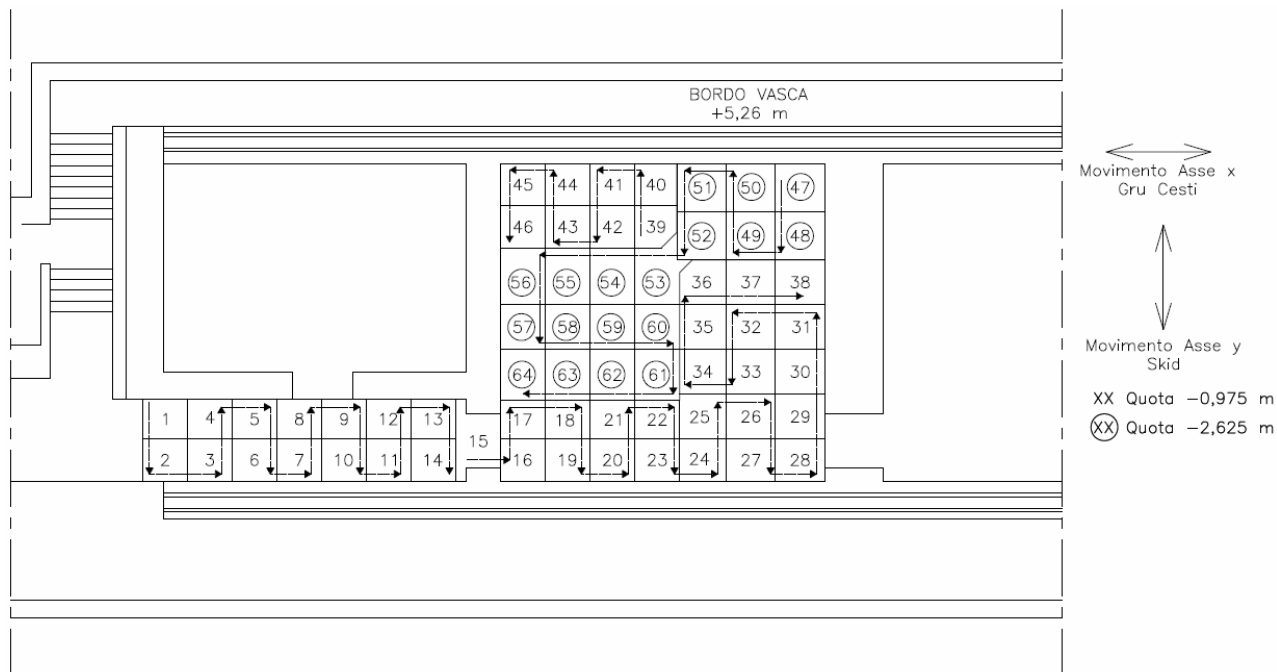 BORDO VASCA
+5,26 m
Movimento Asse x
Gru Cesti
45 44 41 40 51 50 47
46 43 42 39 52 49 48
56 55 54 53 36 37 38
57 58 59 60 35 32 31
64 63 62 61 34 33 30
Movimento Asse y
Skid
XX Quota -0,975 m
XX Quota -2,625 m
1 4 5 8 9 12 13 17 18 21 22 25 26 29
15
2 3 6 7 10 11 14 16 19 20 23 24 27 28